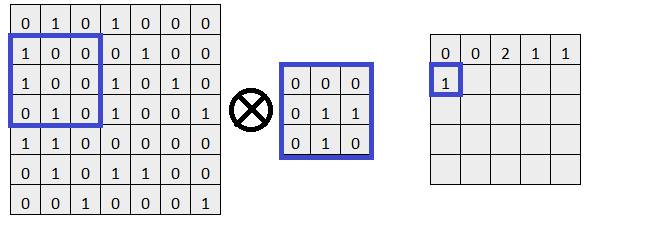 0 1 0 1 0 0 0
1 0 0 0 1 0 0
1 0 0 1 0 1 0
0 1 0 1 0 0 1
1 1 0 0 0 0 0
0 1 0 1 1 0 0
0 0 1 0 0 0 1
0 0 0
0 1 1
0 1 0
0 0 2 1 1
1